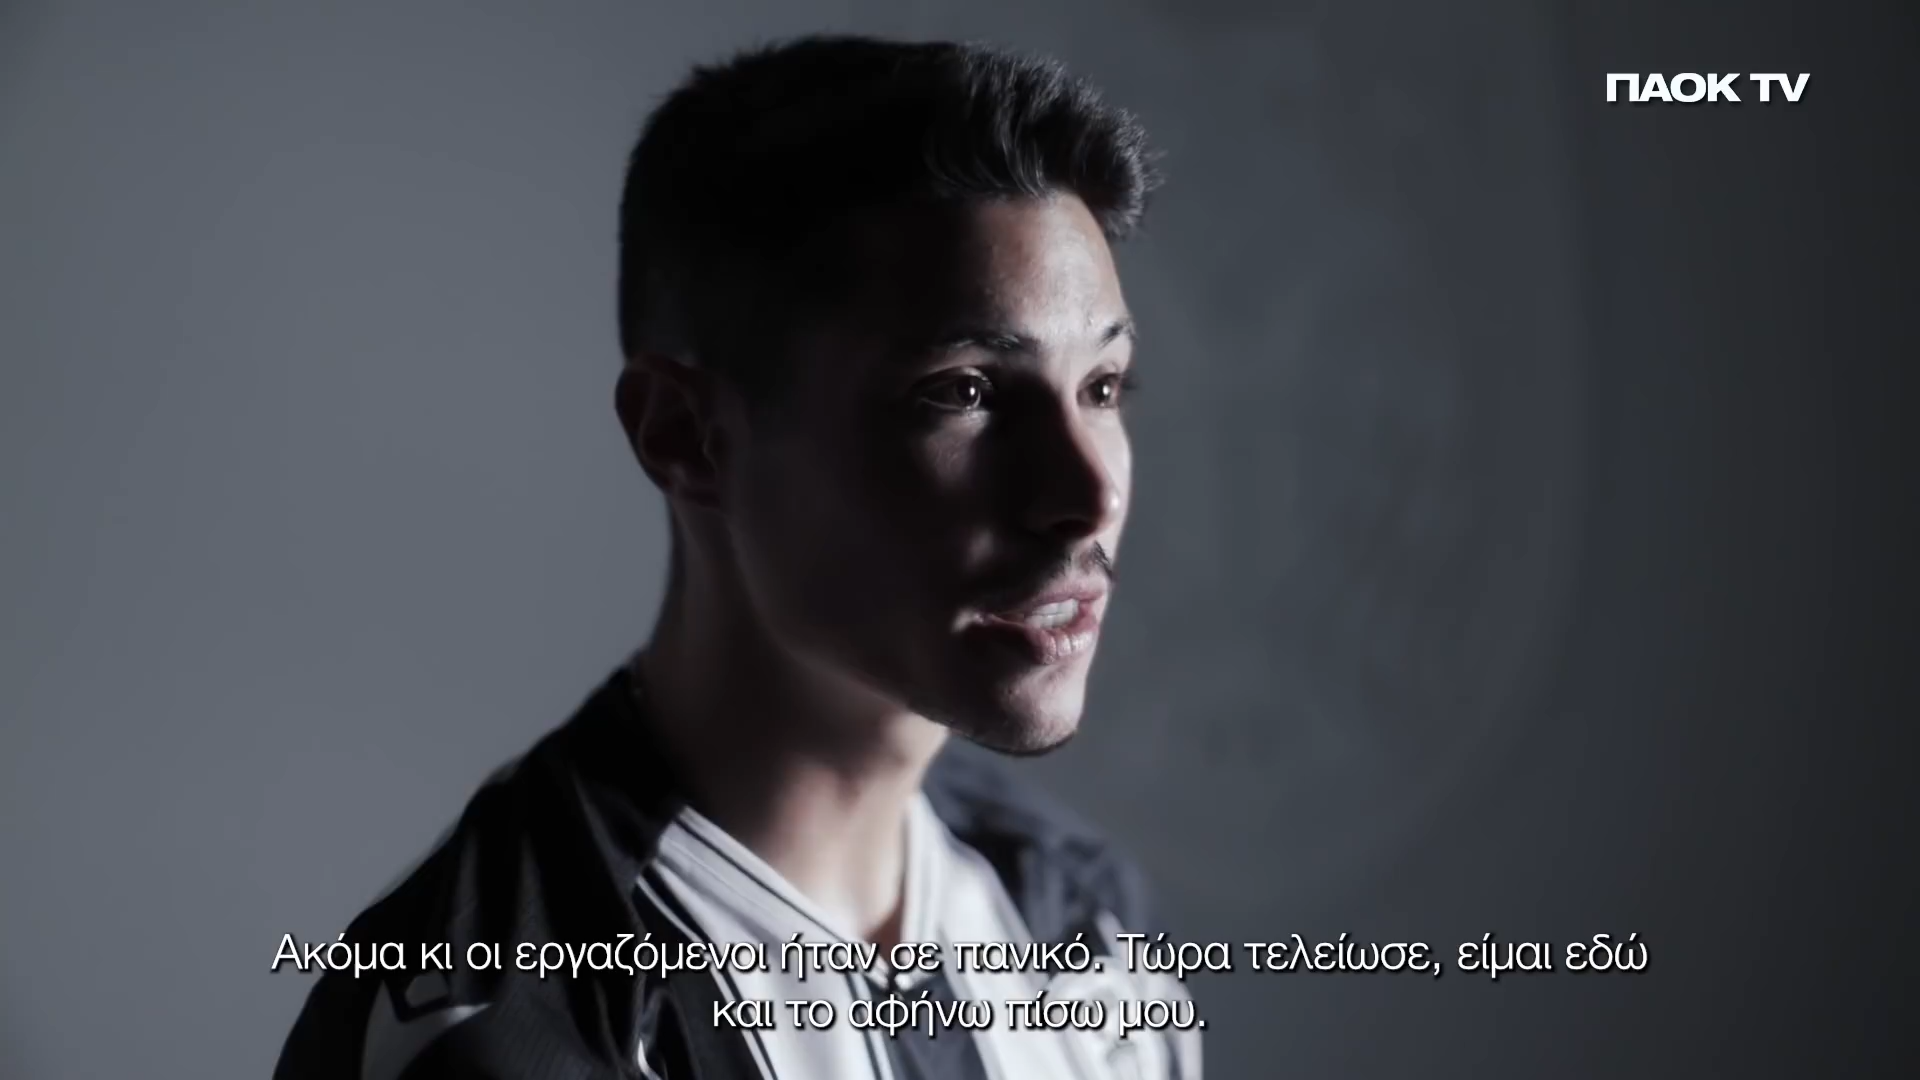 ΠΑΟΚ TV
Ακόμα κι οι εργαζόμενοι ήταν σε πανικό. Τώρα τελείωσε, είμαι εδώ
και το αφήνω πίσω μου.